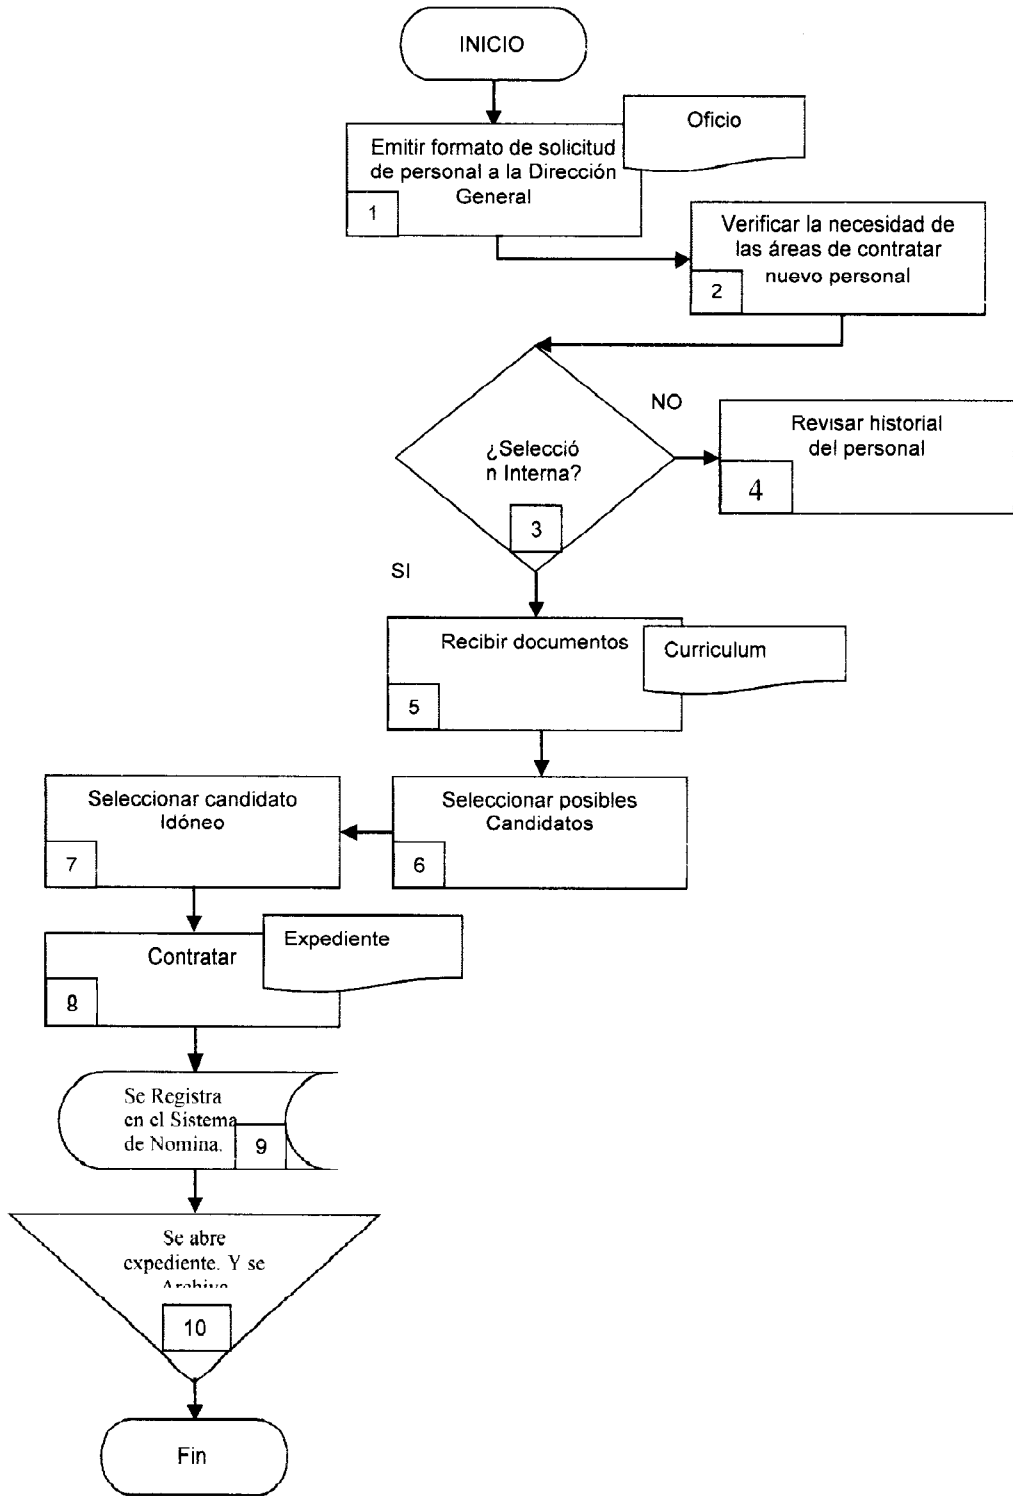 INICIO
Oficio
Emitir formato de solicitud
de personal a la Dirección
General
1
Verificar la necesidad de
las áreas de contratar
nuevo personal
2
NO
¿Selecció
n Interna?
3
Revisar historial
del personal
4
SI
Recibir documentos
Curriculum
5
Seleccionar posibles
Candidatos
6
Seleccionar candidato
Idóneo
7
Contratar
Expediente
8
Se Registra
en el Sistema
de Nomina.
9
Se abre
expediente. Y se
Archiva
10
Fin